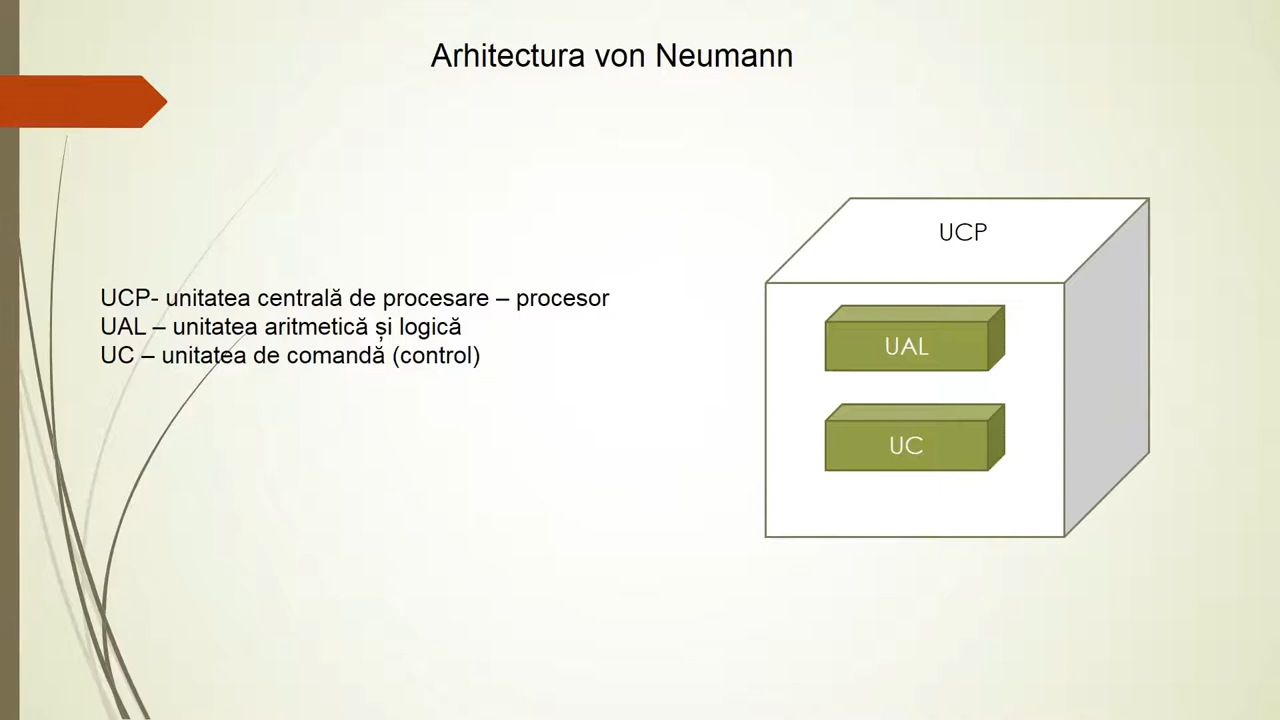 Arhitectura von Neumann
UCP- unitatea centrală de procesare – procesor
UAL – unitatea aritmetică și logică
UC – unitatea de comandă (control)
UCP
UAL
UC